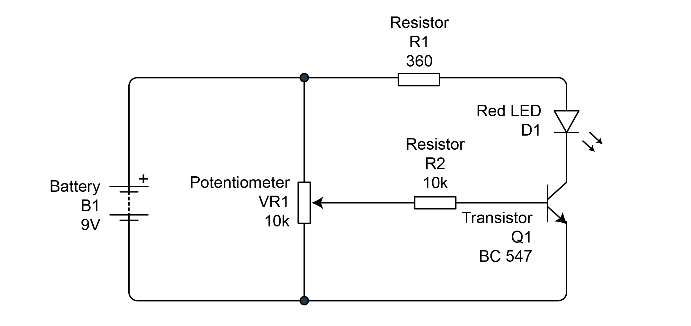 Resistor
R1
360
Red LED
D1
Resistor
R2
10k
Battery
B1
9V
+
Potentiometer
VR1
10k
Transistor
Q1
BC 547